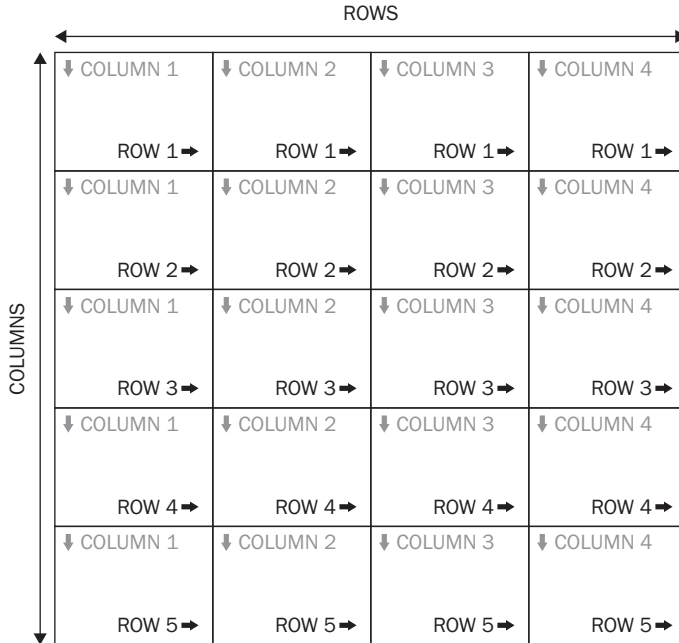 ROWS
COLUMNS
COLUMN 1 COLUMN 2 COLUMN 3 COLUMN 4
ROW 1 ROW 1 ROW 1 ROW 1
COLUMN 1 COLUMN 2 COLUMN 3 COLUMN 4
ROW 2 ROW 2 ROW 2 ROW 2
COLUMN 1 COLUMN 2 COLUMN 3 COLUMN 4
ROW 3 ROW 3 ROW 3 ROW 3
COLUMN 1 COLUMN 2 COLUMN 3 COLUMN 4
ROW 4 ROW 4 ROW 4 ROW 4
COLUMN 1 COLUMN 2 COLUMN 3 COLUMN 4
ROW 5 ROW 5 ROW 5 ROW 5